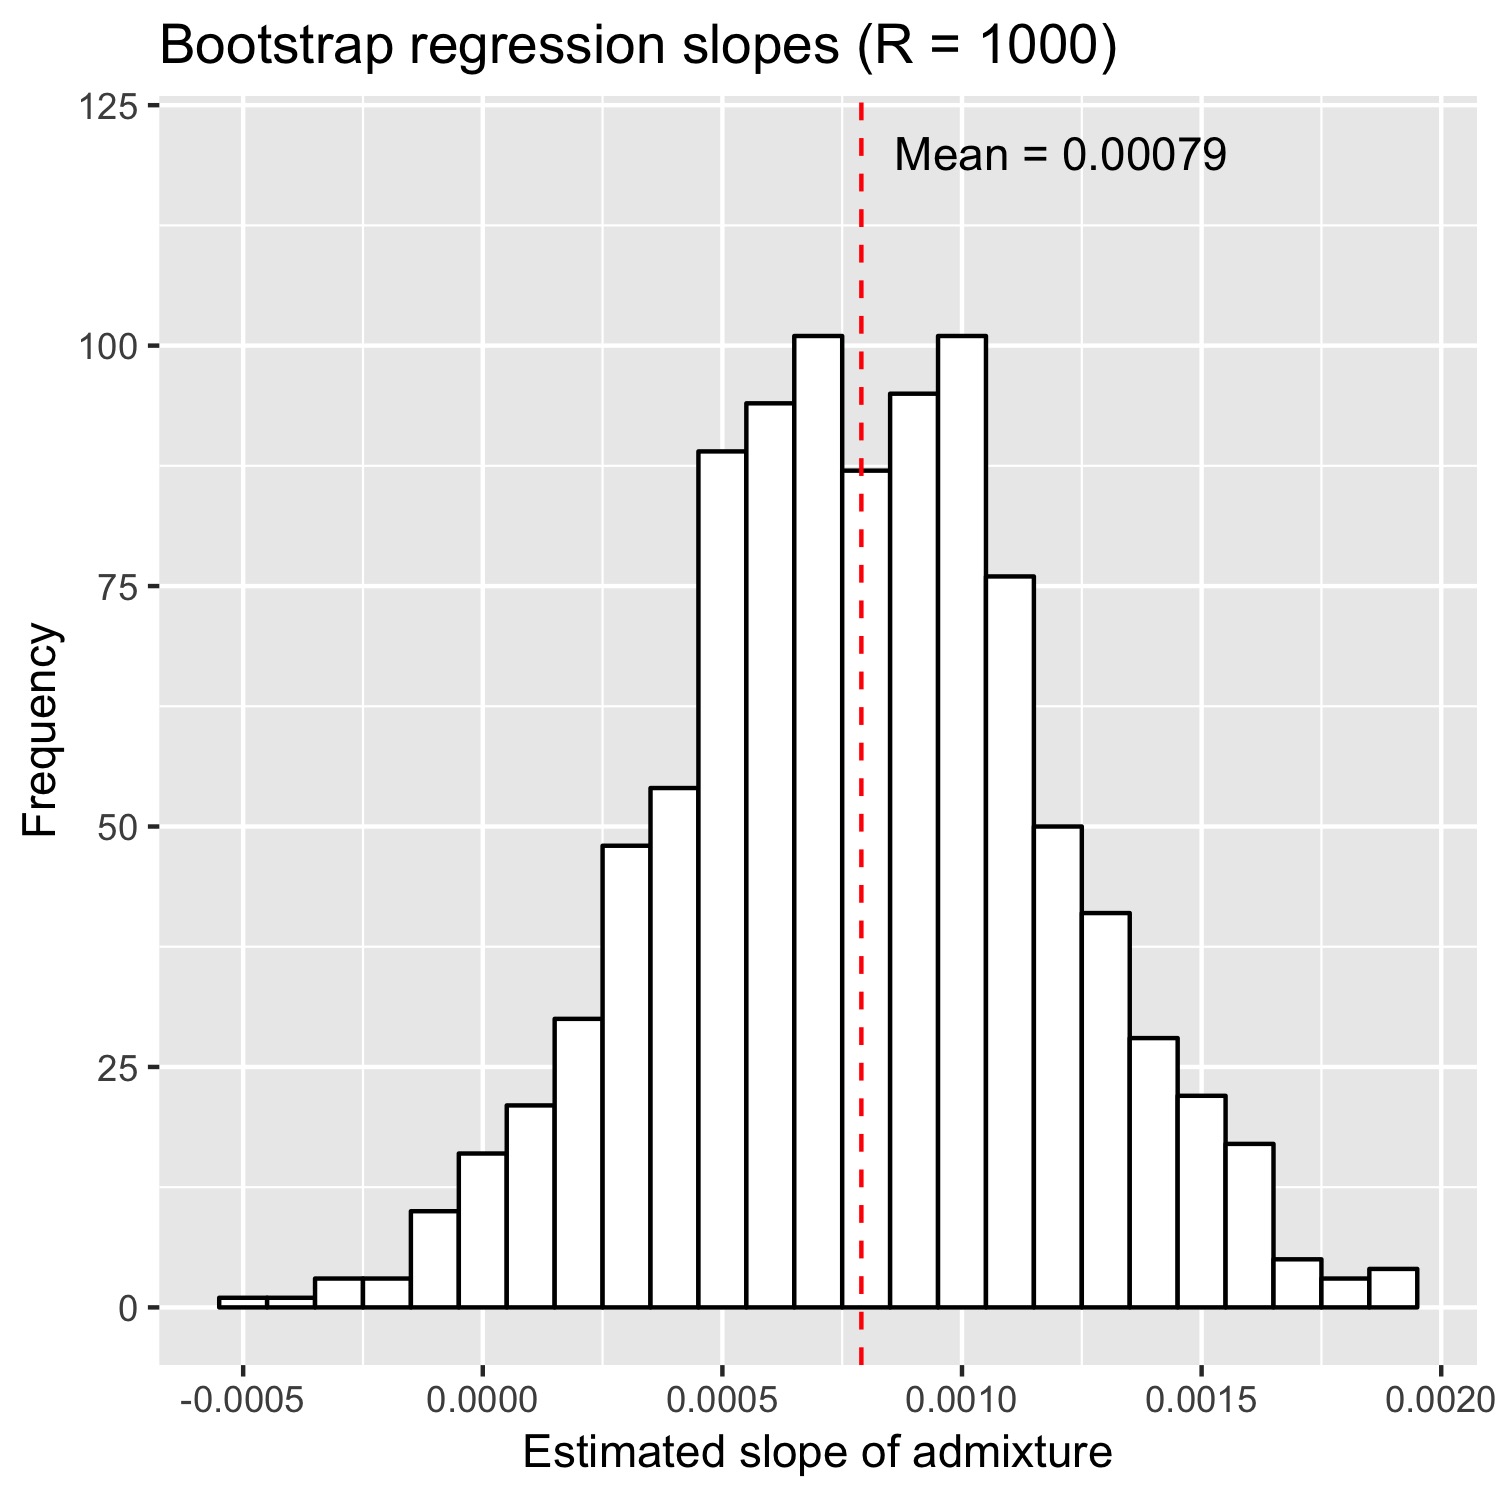 Bootstrap regression slopes (R = 1000)
125
Mean = 0.00079
100
75
50
25
0
Frequency
-0.0005 0.0000 0.0005 0.0010 0.0015 0.0020
Estimated slope of admixture